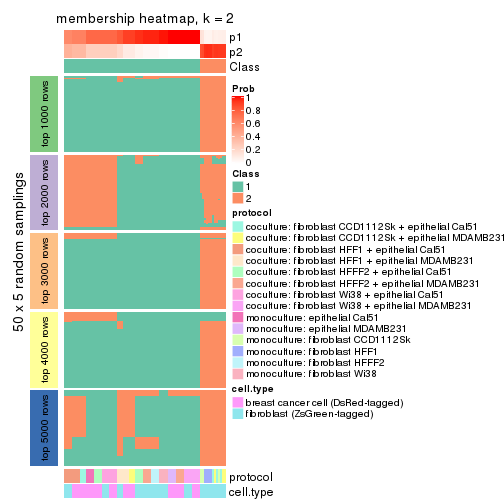 membership heatmap, k = 2
p1
p2
Class
50 x 5 random samplings
top 1000 rows
top 2000 rows
top 3000 rows
top 4000 rows
top 5000 rows
protocol
cell.type
Prob
1
0.8
0.6
0.4
0.2
0
Class
1
2
protocol
coculture: fibroblast CCD1112Sk + epithelial Cal51
coculture: fibroblast CCD1112Sk + epithelial MDAMB231
coculture: fibroblast HFF1 + epithelial Cal51
coculture: fibroblast HFF1 + epithelial MDAMB231
coculture: fibroblast HFFF2 + epithelial Cal51
coculture: fibroblast HFFF2 + epithelial MDAMB231
coculture: fibroblast Wi38 + epithelial Cal51
coculture: fibroblast Wi38 + epithelial MDAMB231
monoculture: epithelial Cal51
monoculture: epithelial MDAMB231
monoculture: fibroblast CCD1112Sk
monoculture: fibroblast HFF1
monoculture: fibroblast HFFF2
monoculture: fibroblast Wi38
cell.type
breast cancer cell (DsRed-tagged)
fibroblast (ZsGreen-tagged)